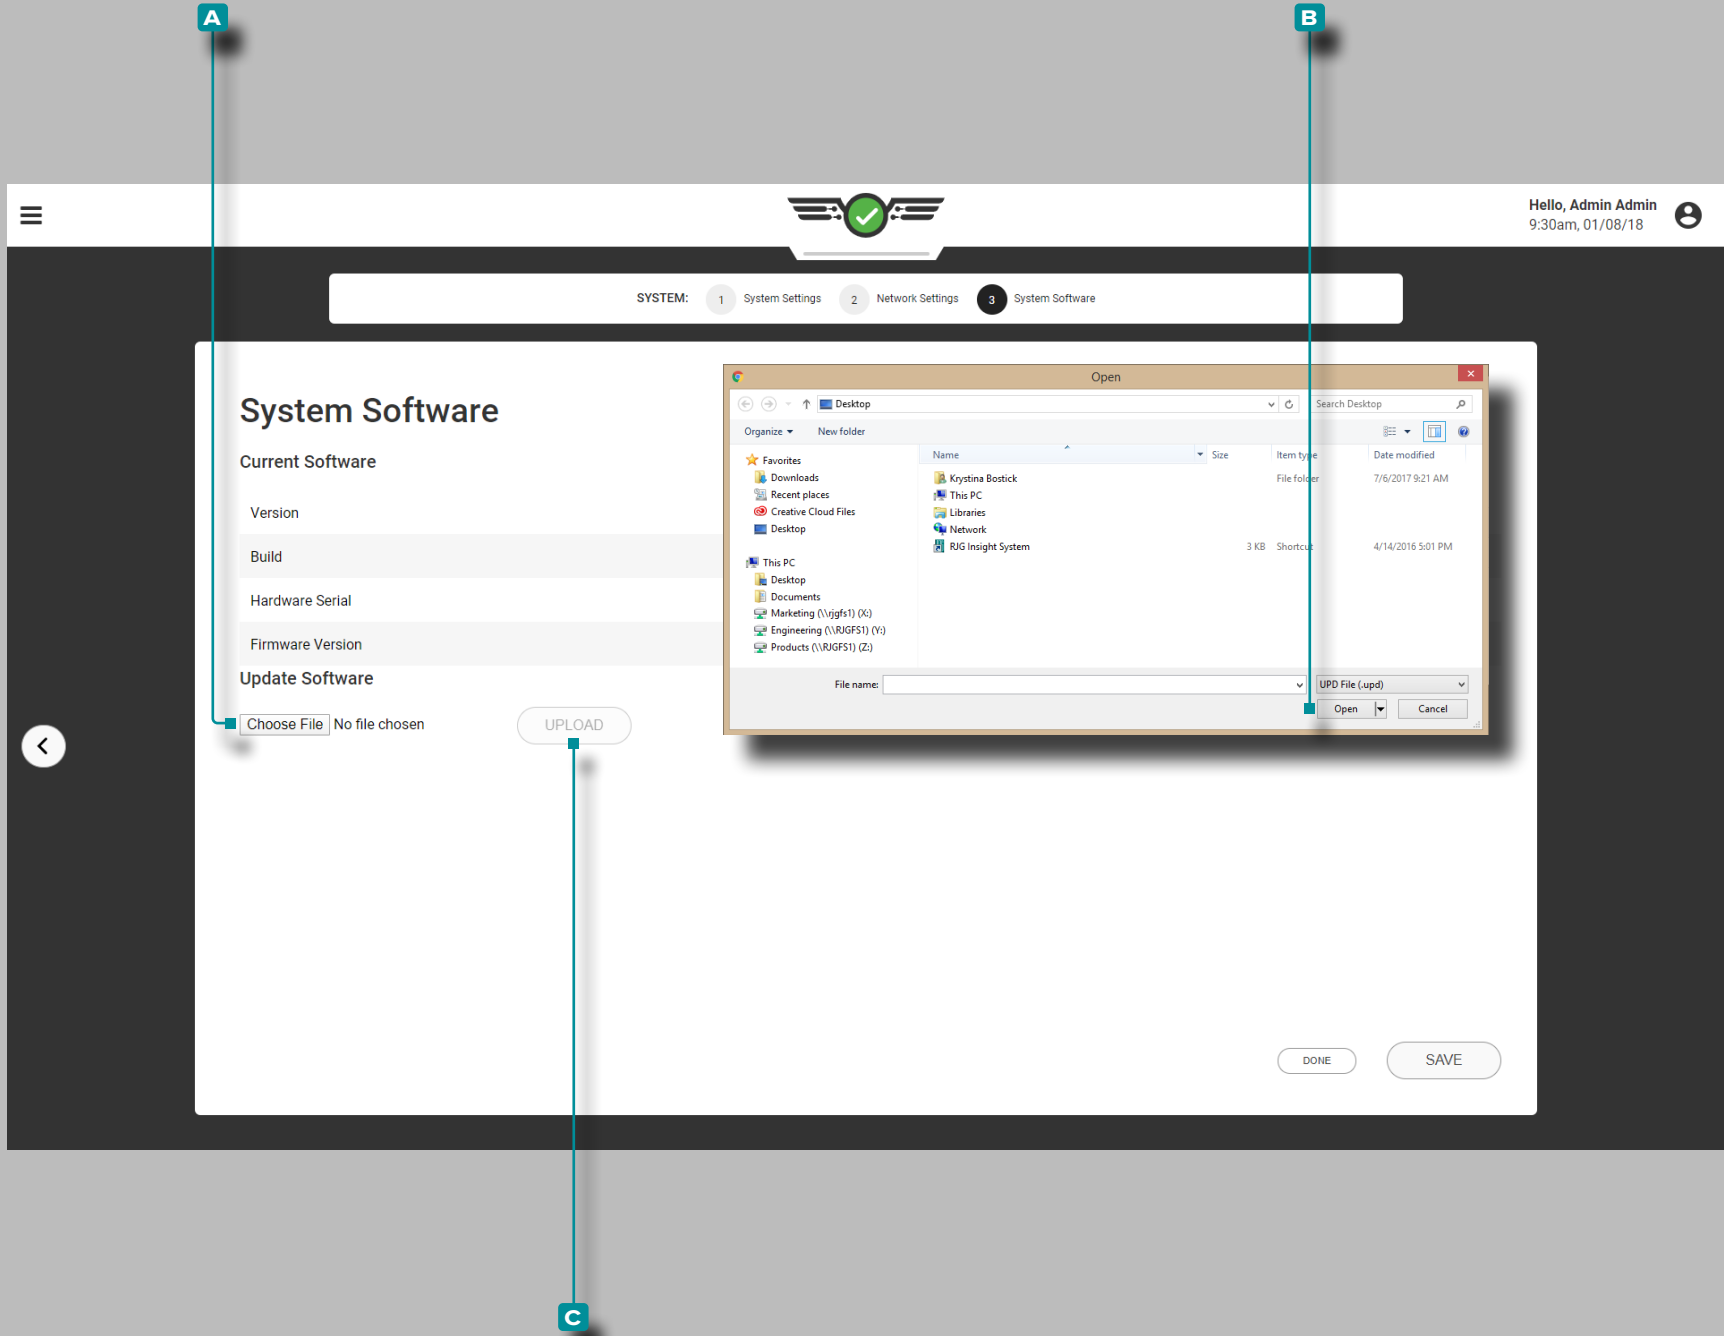 A
B
Hello, Admin Admin
9:30am, 01/08/18
SYSTEM: 1 System Settings 2 Network Settings 3 System Software
System Software
Current Software
Version
Build
Hardware Serial
Firmware Version
Update Software
Choose File No file chosen
UPLOAD
Open
Desktop
Search Desktop
Organize New folder
Favorites
Downloads
Recent places
Creative Cloud Files
Desktop
This PC
Desktop
Documents
Marketing (\\rjgfs1) (X:)
Engineering (\\RJGFS1) (Y:)
Products (\\RJGFS1) (Z:)
Name Size Item type Date modified
Krystina Bostick File folder 7/6/2017 9:21 AM
This PC
Libraries
Network
RJG Insight System 3 KB Shortcut 4/14/2016 5:01 PM
File name: UPD File (.upd)
Open Cancel
DONE SAVE
C